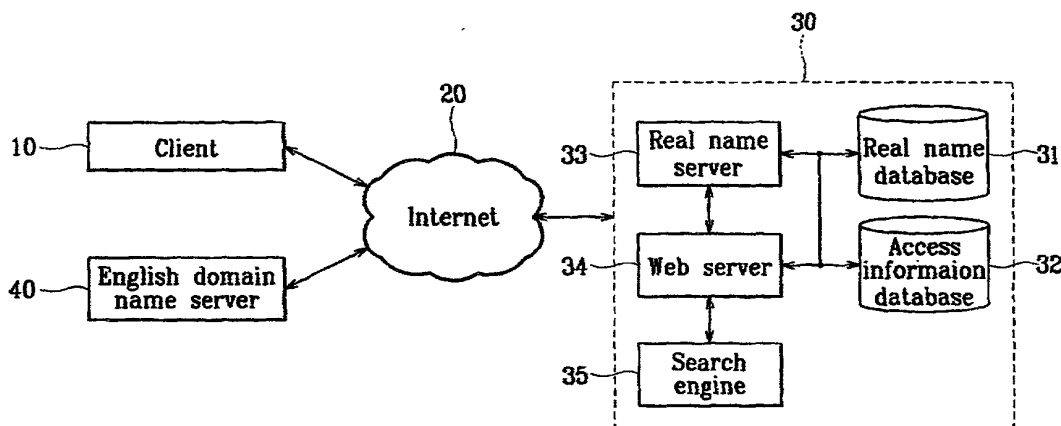 30
20
10
Client
33
Real name
server
Real name
database
31
Internet
40
English domain
name server
34
Web server
Access
informaion
database
32
35
Search
engine